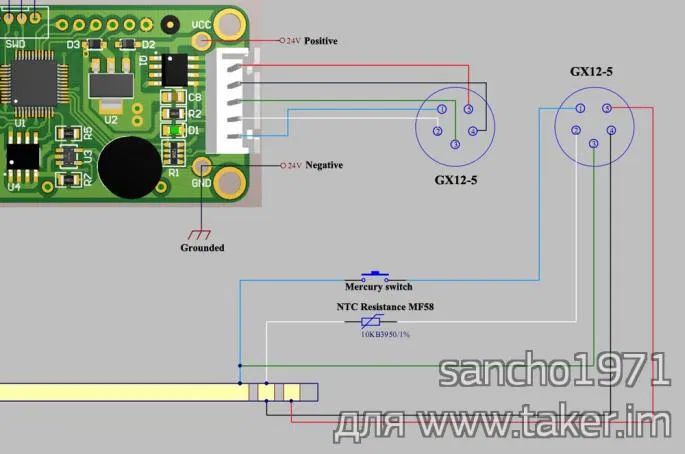 VCC
24V Positive
SWD
D3
D2
C8
R2
D1
U1
U2
R5
U3
R7
U4
R1
GND
24V Negative
Grounded
1
5
2
4
3
GX12-5
GX12-5
1
5
2
4
3
Mercury switch
NTC Resistance MF58
10KB3950/1%
sancho1971
для www.taker.im